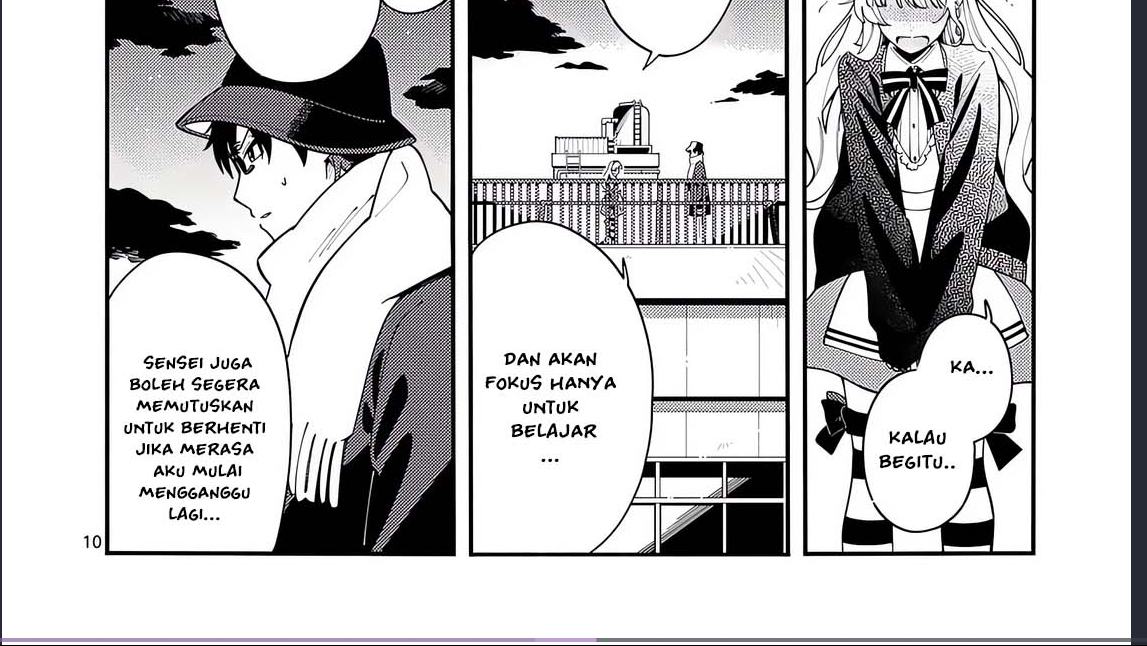 KA...
KALAU
BEGITU..
DAN AKAN
FOKUS HANYA
UNTUK
BELAJAR
...
SENSEI JUGA
BOLEH SEGERA
MEMUTUSKAN
UNTUK BERHENTI
JIKA MERASA
AKU MULAI
MENGGANGGU
LAGI...
10